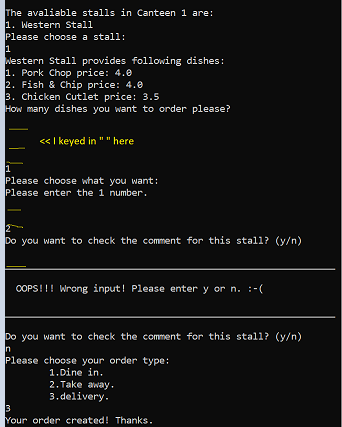 The avaliable stalls in Canteen 1 are:
1. Western Stall
Please choose a stall:
1
Western Stall provides following dishes:
1. Pork Chop price: 4.0
2. Fish & Chip price: 4.0
3. Chicken Cutlet price: 3.5
How many dishes you want to order please?
<< I keyed in " " here
1
Please choose what you want:
Please enter the 1 number.
2
Do you want to check the comment for this stall? (y/n)
OOPS!!! Wrong input! Please enter y or n. :-(
Do you want to check the comment for this stall? (y/n)
n
Please choose your order type:
1.Dine in.
2.Take away.
3.delivery.
3
Your order created! Thanks.